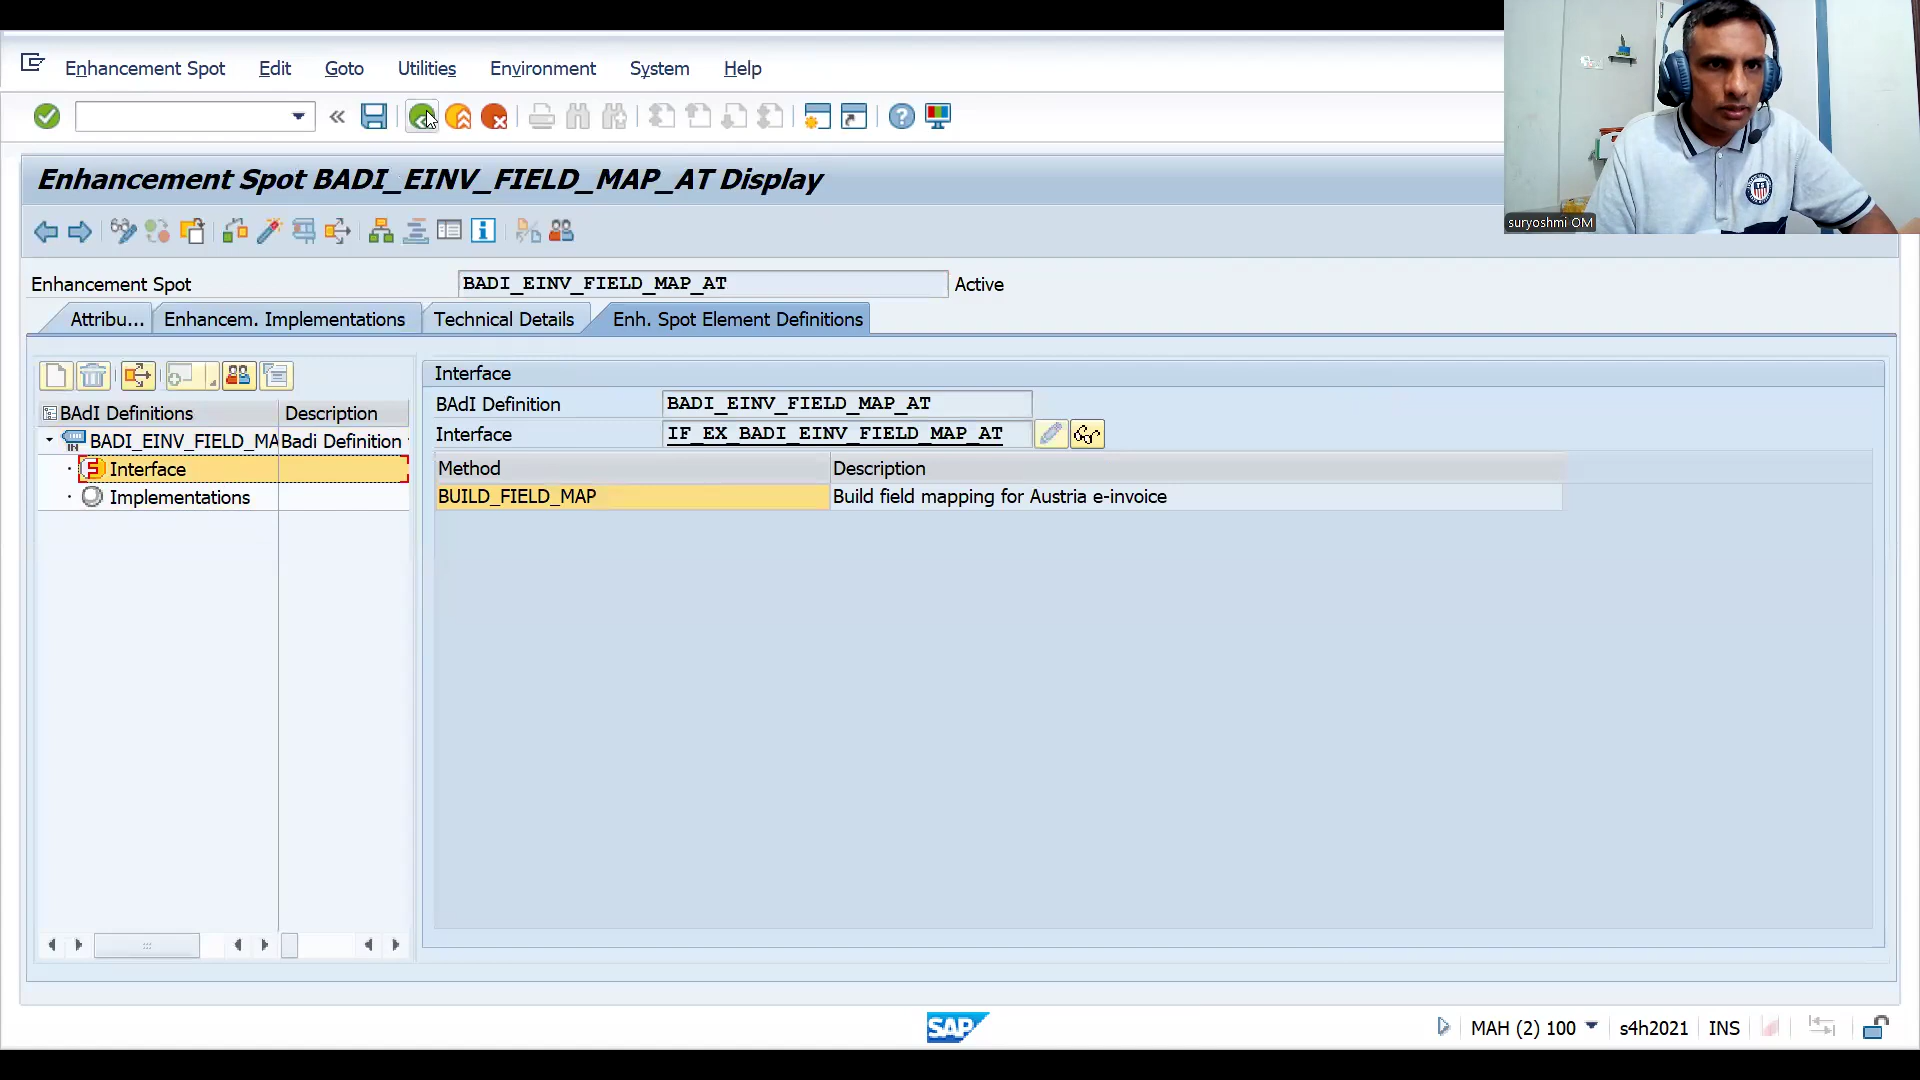 Enhancement Spot Edit Goto Utilities Environment System Help
Enhancement Spot BADI_EINV_FIELD_MAP_AT Display
suryoshmi OM
Enhancement Spot BADI_EINV_FIELD_MAP_AT Active
Attribu... Enhancem. Implementations Technical Details Enh. Spot Element Definitions
Interface
BAdI Definition BADI_EINV_FIELD_MAP_AT
BAdI Definitions Description
Interface IF_EX_BADI_EINV_FIELD_MAP_AT
BADI_EINV_FIELD_MA Badi Definition
Method Description
Interface
BUILD_FIELD_MAP Build field mapping for Austria e-invoice
Implementations
SAP
MAH (2) 100 s4h2021 INS